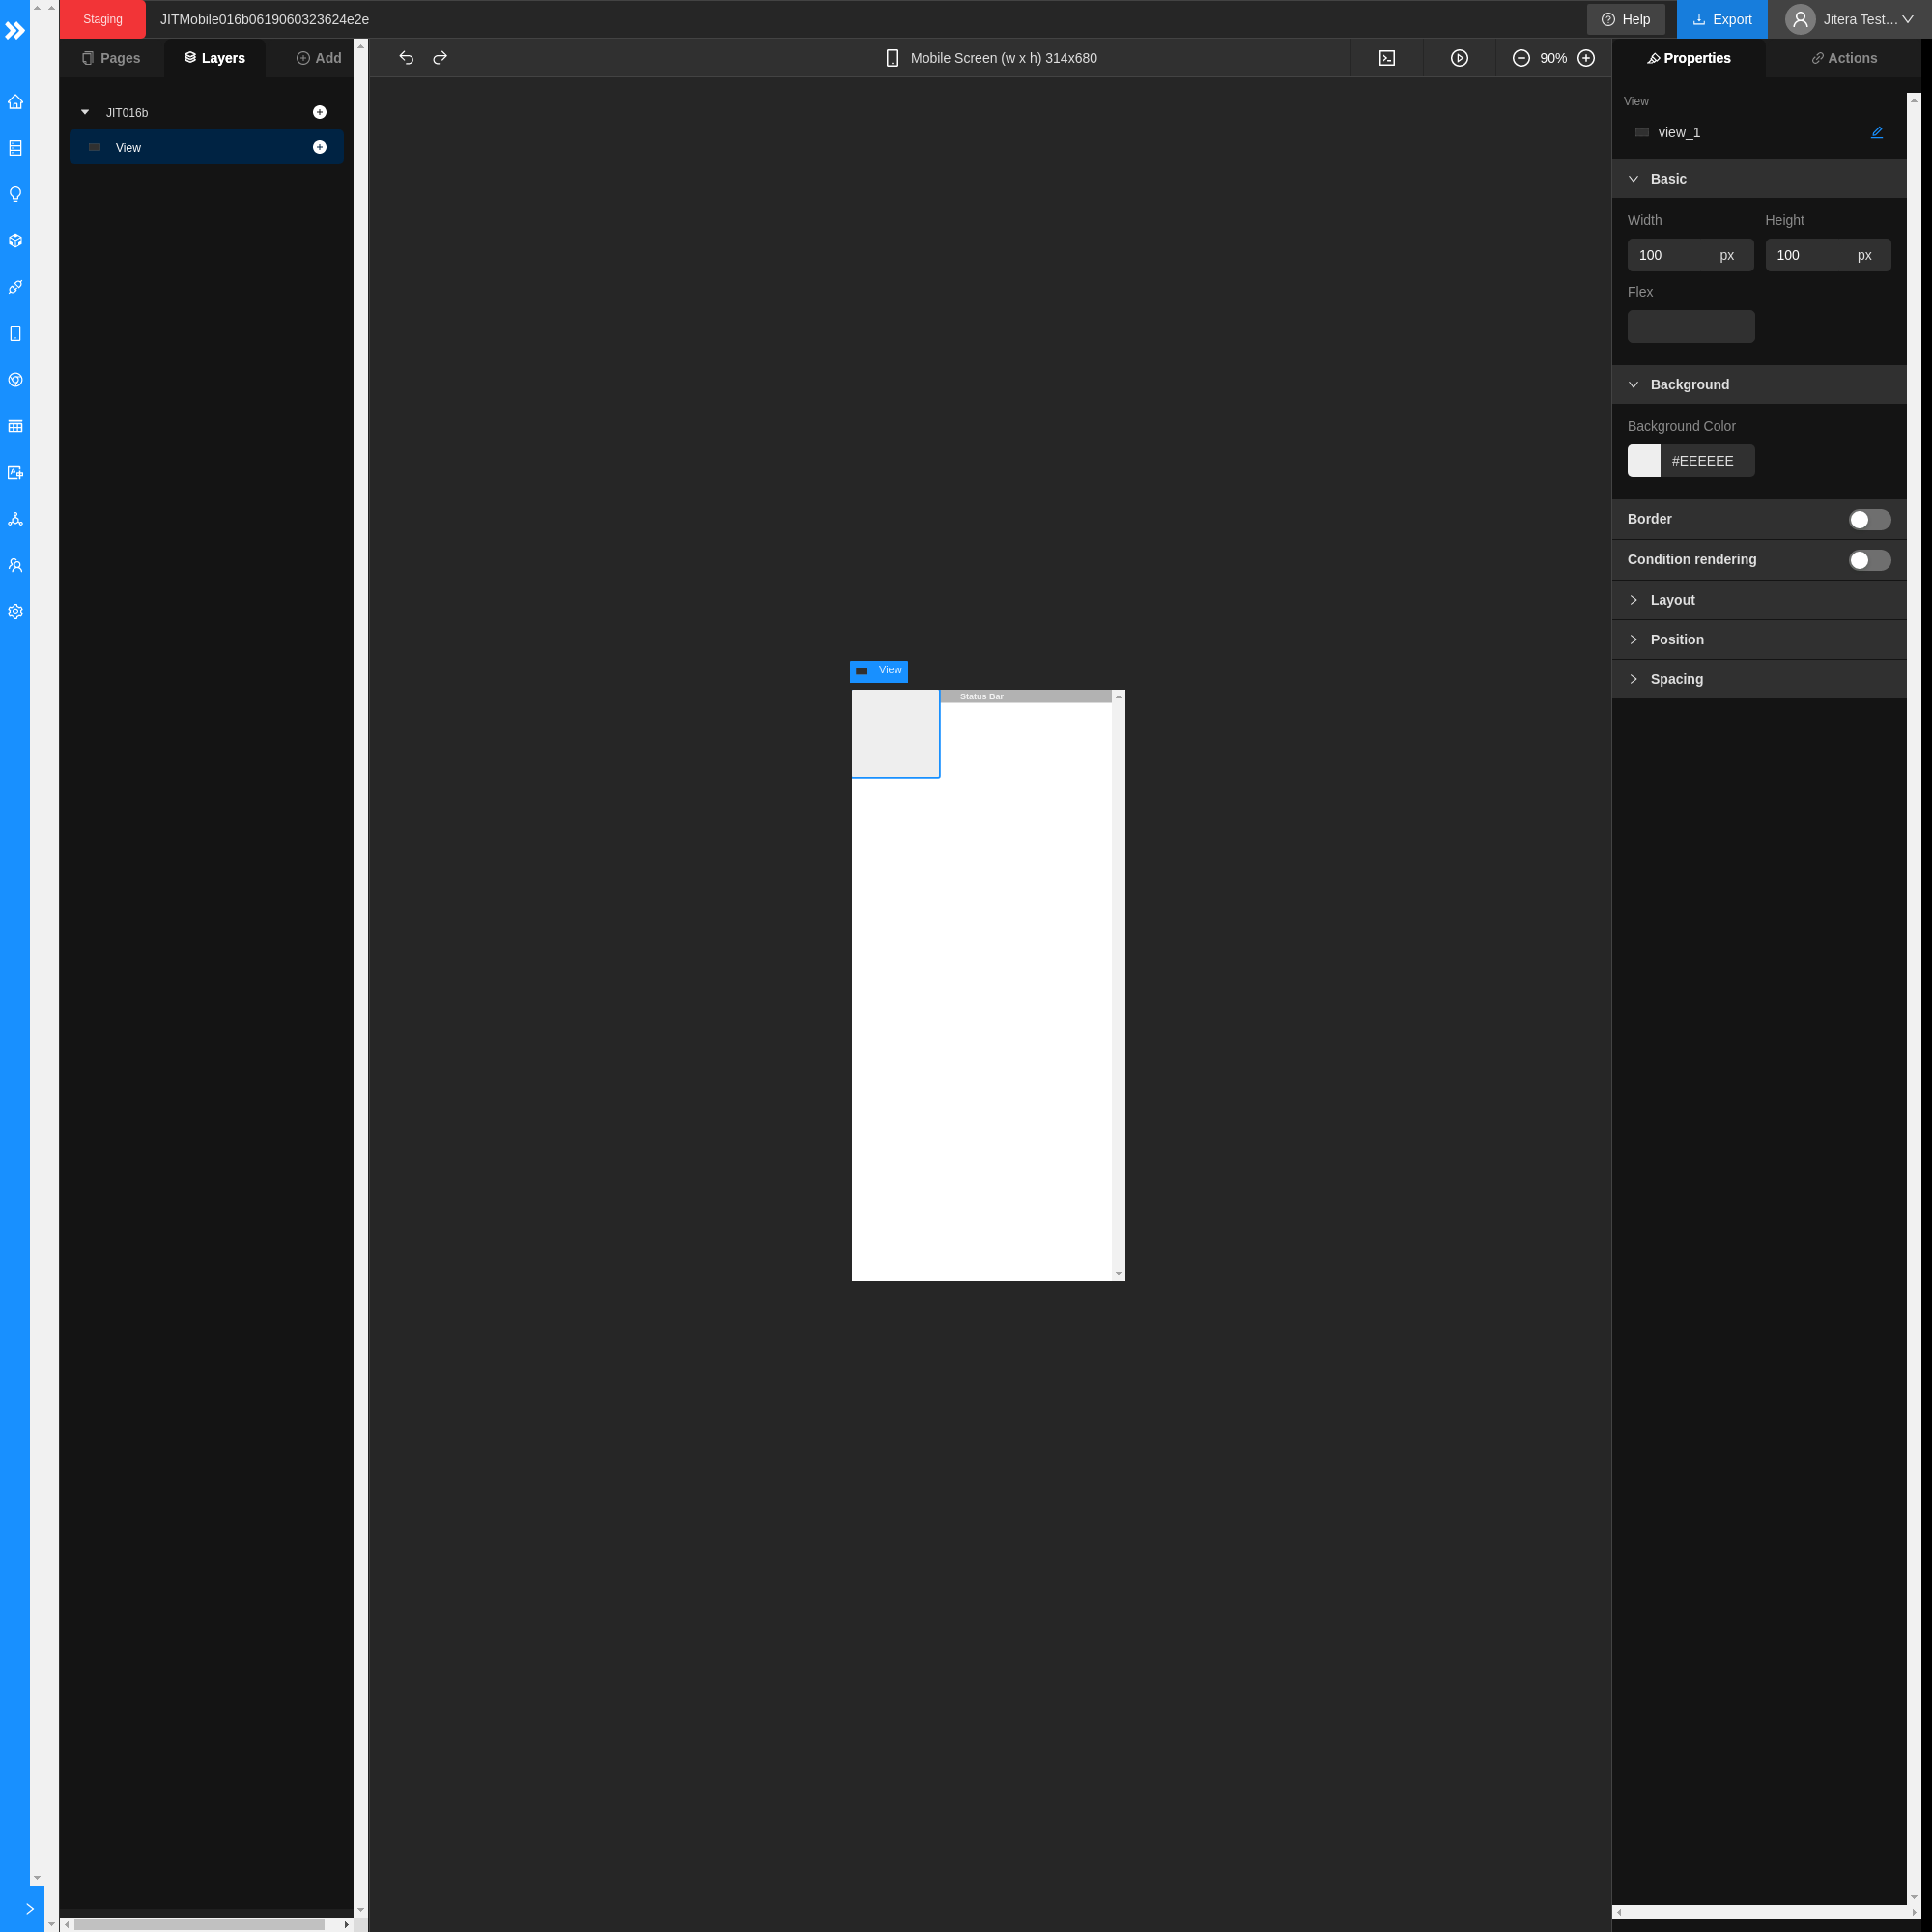 Staging
JITMobile016b0619060323624e2e
Help
Export
Jitera Test...
Pages
Layers
Add
Mobile Screen (w x h) 314x680
90%
Properties
Actions
JIT016b
View
View
view_1
Basic
Width
Height
100 px
100 px
Flex
Background
Background Color
#EEEEEE
Border
Condition rendering
Layout
Position
Spacing
View
Status Bar